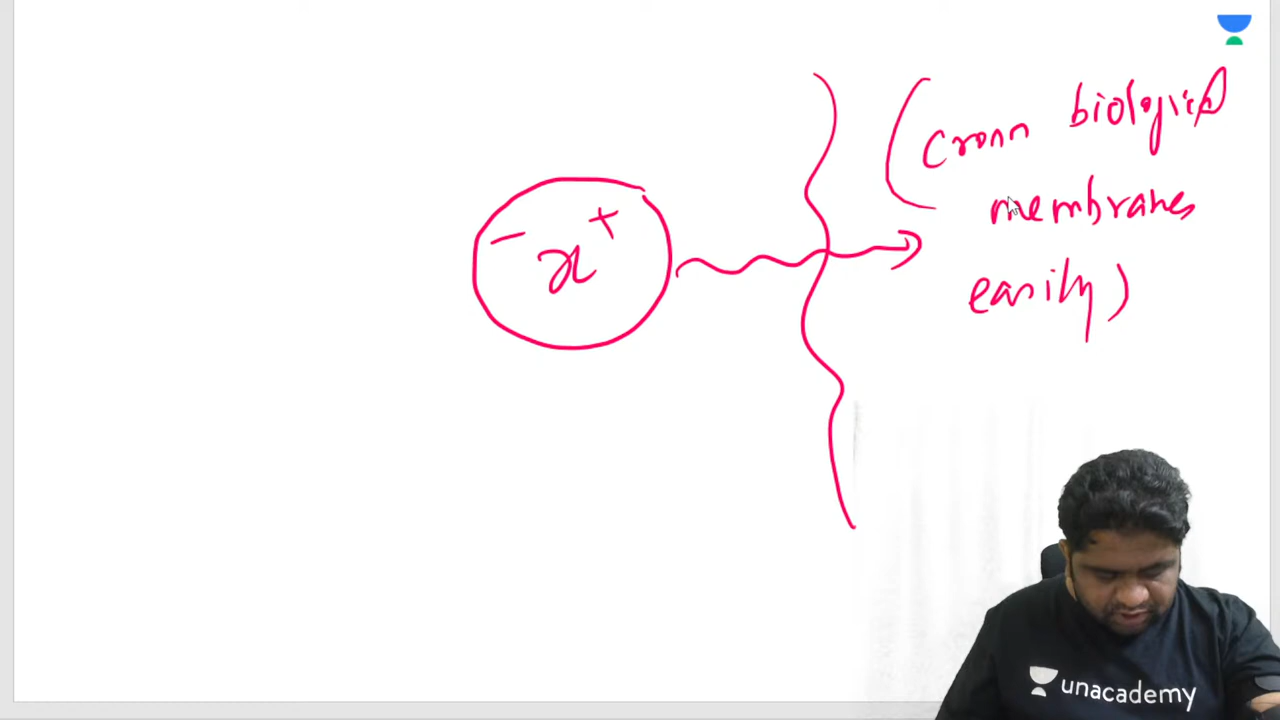 (Cross biological
membranes
easily)
- x +
unacademy